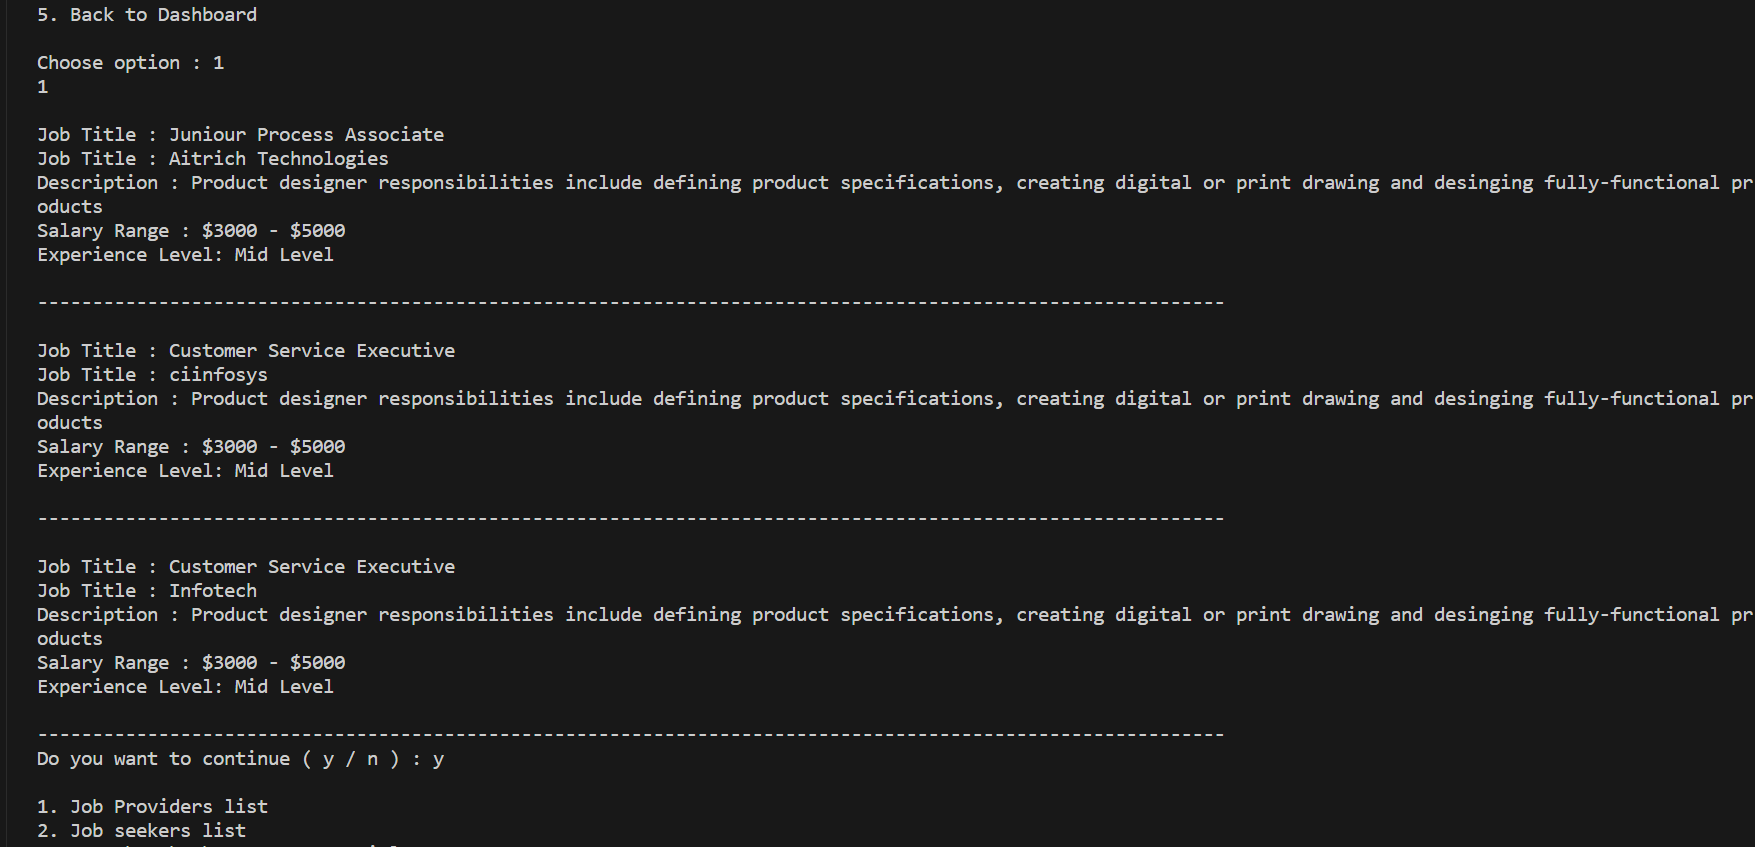 5. Back to Dashboard
Choose option : 1
1
Job Title : Juniour Process Associate
Job Title : Aitrich Technologies
Description : Product designer responsibilities include defining product specifications, creating digital or print drawing and desinging fully-functional pr
oducts
Salary Range : $3000 - $5000
Experience Level: Mid Level
------------------------------------------------------------------------------------------------------------
Job Title : Customer Service Executive
Job Title : ciinfosys
Description : Product designer responsibilities include defining product specifications, creating digital or print drawing and desinging fully-functional pr
oducts
Salary Range : $3000 - $5000
Experience Level: Mid Level
------------------------------------------------------------------------------------------------------------
Job Title : Customer Service Executive
Job Title : Infotech
Description : Product designer responsibilities include defining product specifications, creating digital or print drawing and desinging fully-functional pr
oducts
Salary Range : $3000 - $5000
Experience Level: Mid Level
------------------------------------------------------------------------------------------------------------
Do you want to continue ( y / n ) : y
1. Job Providers list
2. Job seekers list